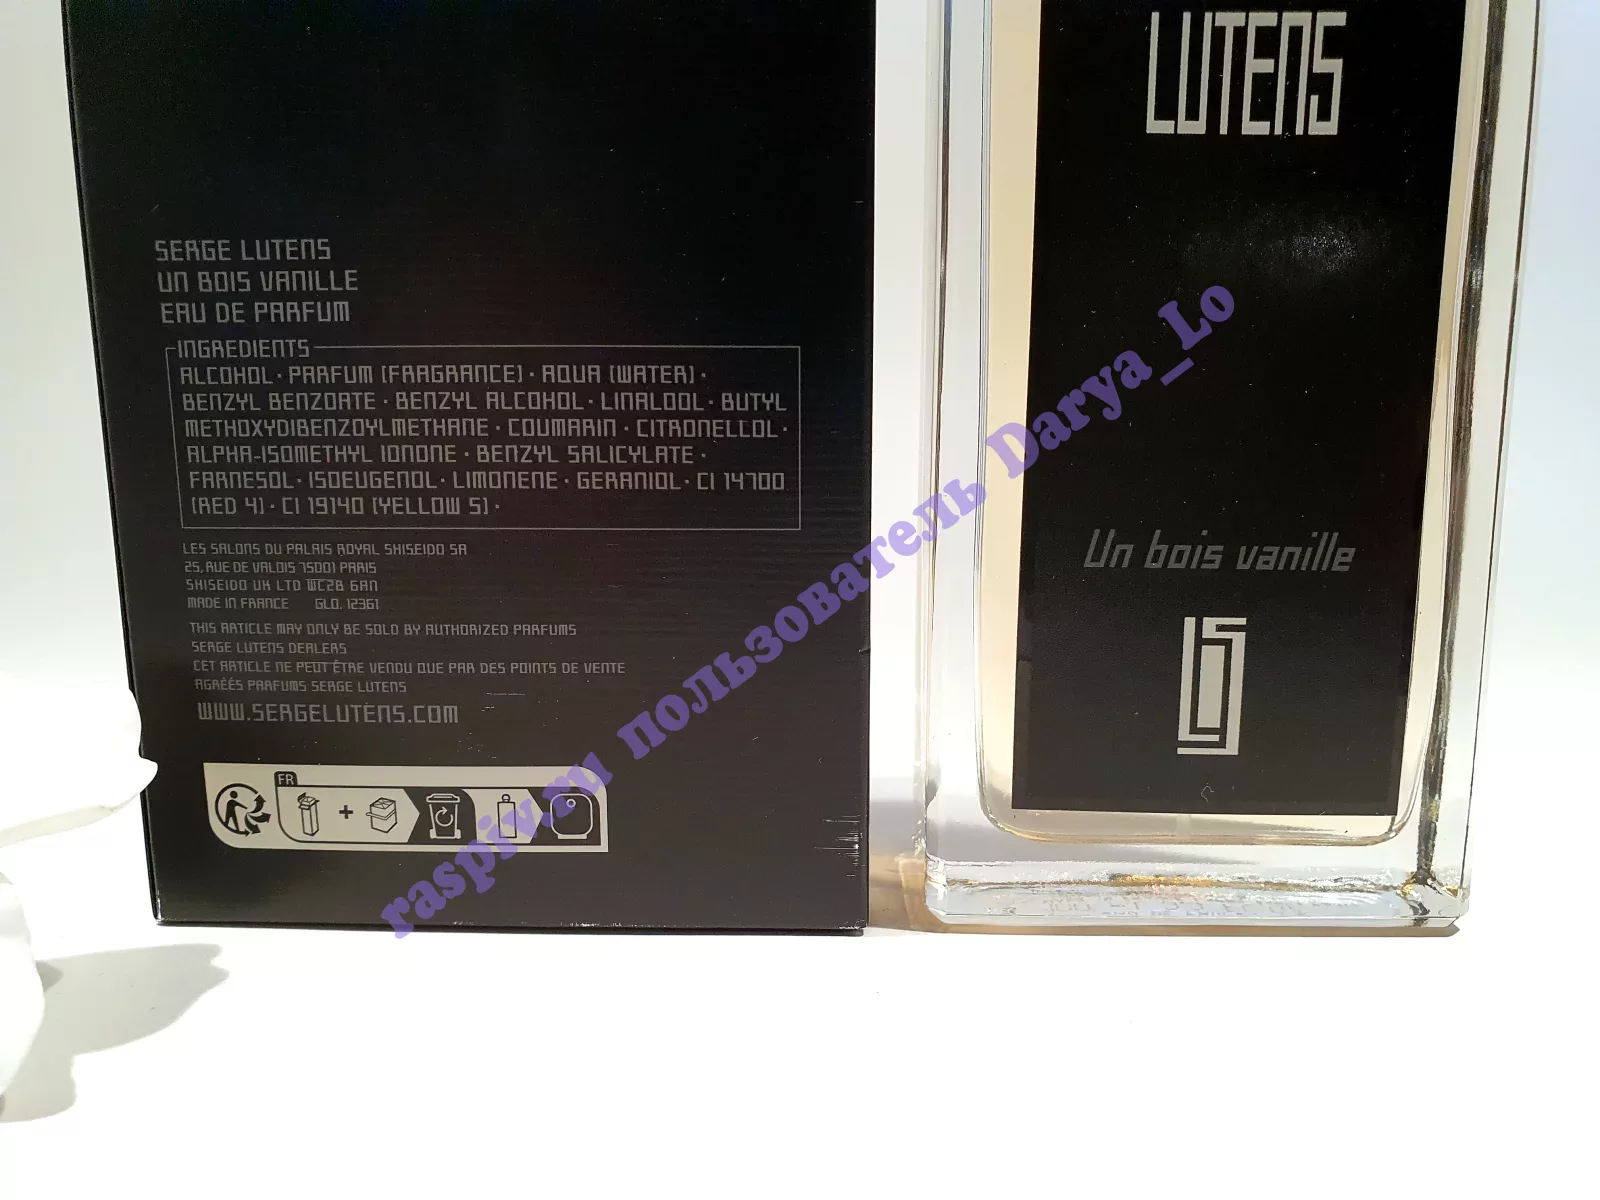 SERGE LUTENS
UN BOIS VANILLE
EAU DE PARFUM
INGREDIENTS
ALCOHOL · PARFUM (FRAGRANCE) · AQUA (WATER) ·
BENZYL BENZOATE · BENZYL ALCOHOL · LINALOOL · BUTYL
METHOXYDIBENZOYLMETHANE · COUMARIN · CITRONELLOL ·
ALPHA-ISOMETHYL IONONE · BENZYL SALICYLATE ·
FARNESOL · ISOEUGENOL · LIMONENE · GERANIOL · CI 14700
(RED 4) · CI 19140 (YELLOW 5) ·
LES SALONS DU PALAIS ROYAL SHISEIDO SA
25, RUE DE VALOIS 75001 PARIS
SHISEIDO UK LTD WC2B 6AN
MADE IN FRANCE GLO. 12361
THIS ARTICLE MAY ONLY BE SOLD BY AUTHORIZED PARFUMS
SERGE LUTENS DEALERS
CET ARTICLE NE PEUT ÊTRE VENDU QUE PAR DES POINTS DE VENTE
AGRÉÉS PARFUMS SERGE LUTENS
WWW.SERGELUTENS.COM
FR
+
LUTENS
Un bois vanille
raspiv.ru пользователь Darya_Lo